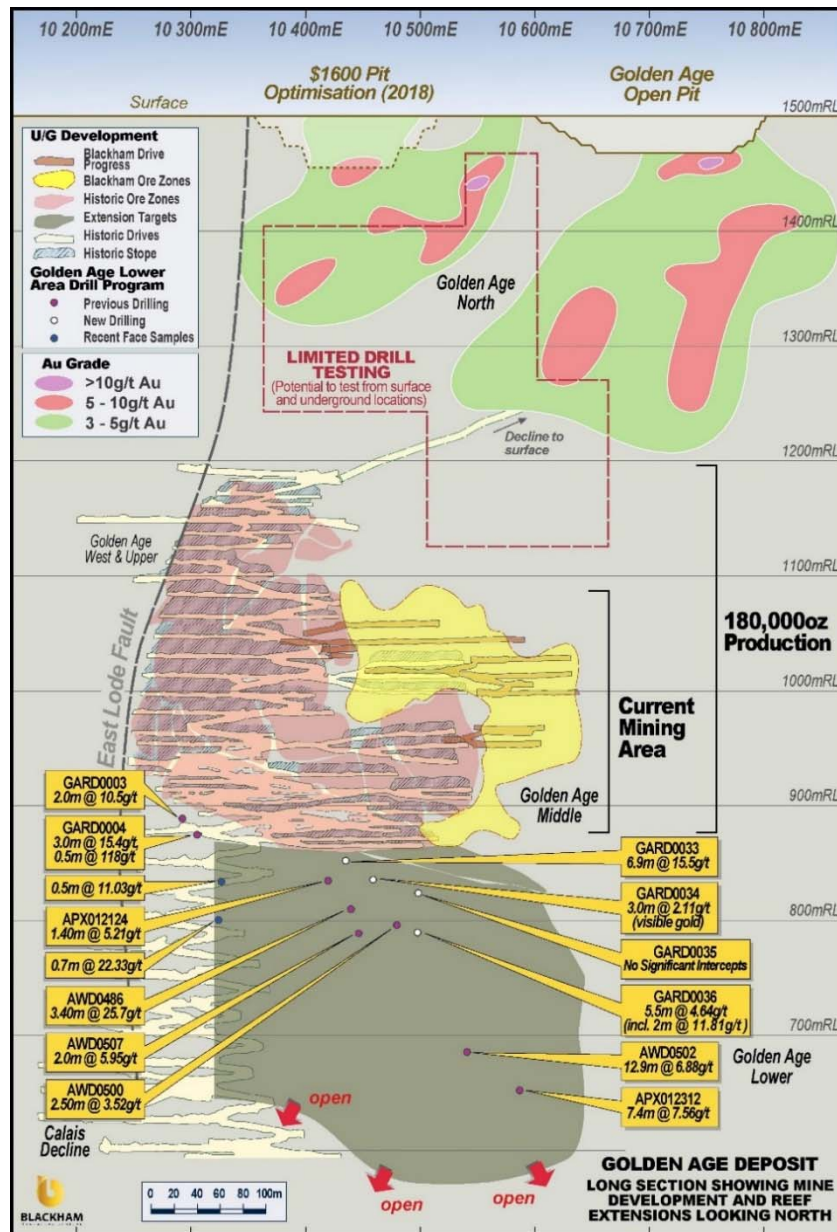 10 200mE 10 300mE 10 400mE 10 500mE 10 600mE 10 700mE 10 800mE
$1600 Pit
Optimisation (2018)
Golden Age
Open Pit
Surface
1500mRL
U/G Development
Blackham Drive
Progress
Blackham Ore Zones
Historic Ore Zones
Extension Targets
Historic Drives
Historic Stope
Golden Age Lower
Area Drill Program
Previous Drilling
New Drilling
Recent Face Samples
Au Grade
>10g/t Au
5 - 10g/t Au
3 - 5g/t Au
1400mRL
Golden Age
North
1300mRL
LIMITED DRILL
TESTING
(Potential to test from surface
and underground locations)
Decline to
surface
1200mRL
Golden Age
West & Upper
1100mRL
180,000oz
Production
East Lode Fault
1000mRL
Current
Mining
Area
Golden Age
Middle
900mRL
GARD0003
2.0m @ 10.5g/t
GARD0004
3.0m @ 15.4g/t,
0.5m @ 118g/t
0.5m @ 11.03g/t
APX012124
1.40m @ 5.21g/t
0.7m @ 22.33g/t
AWD0486
3.40m @ 25.7g/t
AWD0507
2.0m @ 5.95g/t
AWD0500
2.50m @ 3.52g/t
GARD0033
6.9m @ 15.5g/t
GARD0034
3.0m @ 2.11g/t
(visible gold)
800mRL
GARD0035
No Significant Intercepts
GARD0036
5.5m @ 4.64g/t
(incl. 2m @ 11.81g/t )
700mRL
AWD0502
12.9m @ 6.88g/t
Golden Age
Lower
APX012312
7.4m @ 7.56g/t
open
open
open
Calais
Decline
BLACKHAM
0 20 40 60 80 100m
GOLDEN AGE DEPOSIT
LONG SECTION SHOWING MINE
DEVELOPMENT AND REEF
EXTENSIONS LOOKING NORTH